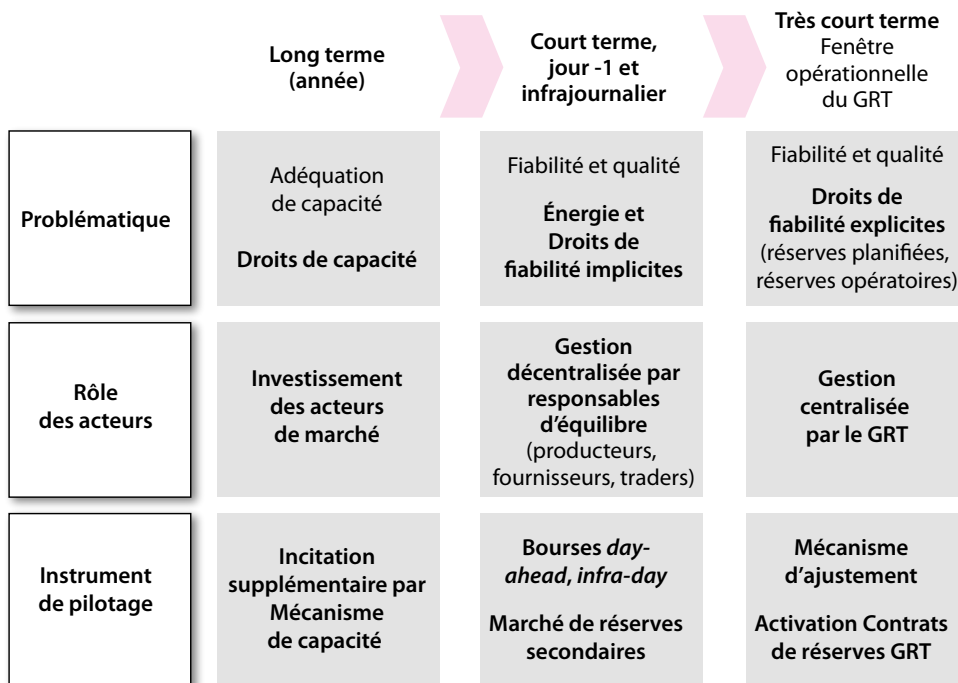 Long terme
(année)
Court terme,
jour -1 et
infrajournalier
Très court terme
Fenêtre
opérationnelle
du GRT
Problématique
Adéquation
de capacité
Droits de capacité
Fiabilité et qualité
Énergie et
Droits de
fiabilité implicites
Fiabilité et qualité
Droits de
fiabilité explicites
(réserves planifiées,
réserves opératoires)
Rôle
des acteurs
Investissement
des acteurs
de marché
Gestion
décentralisée par
responsables
d'équilibre
(producteurs,
fournisseurs, traders)
Gestion
centralisée
par le GRT
Instrument
de pilotage
Incitation
supplémentaire par
Mécanisme
de capacité
Bourses day-
ahead, infra-day
Marché de réserves
secondaires
Mécanisme
d'ajustement
Activation Contrats
de réserves GRT